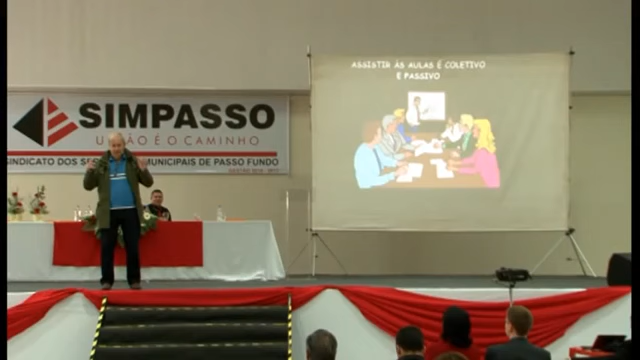 SIMPASSO
UNIÃO É O CAMINHO
SINDICATO DOS MUNICIPAIS DE PASSO FUNDO
ASSISTIR ÀS AULAS É COLETIVO
E PASSIVO